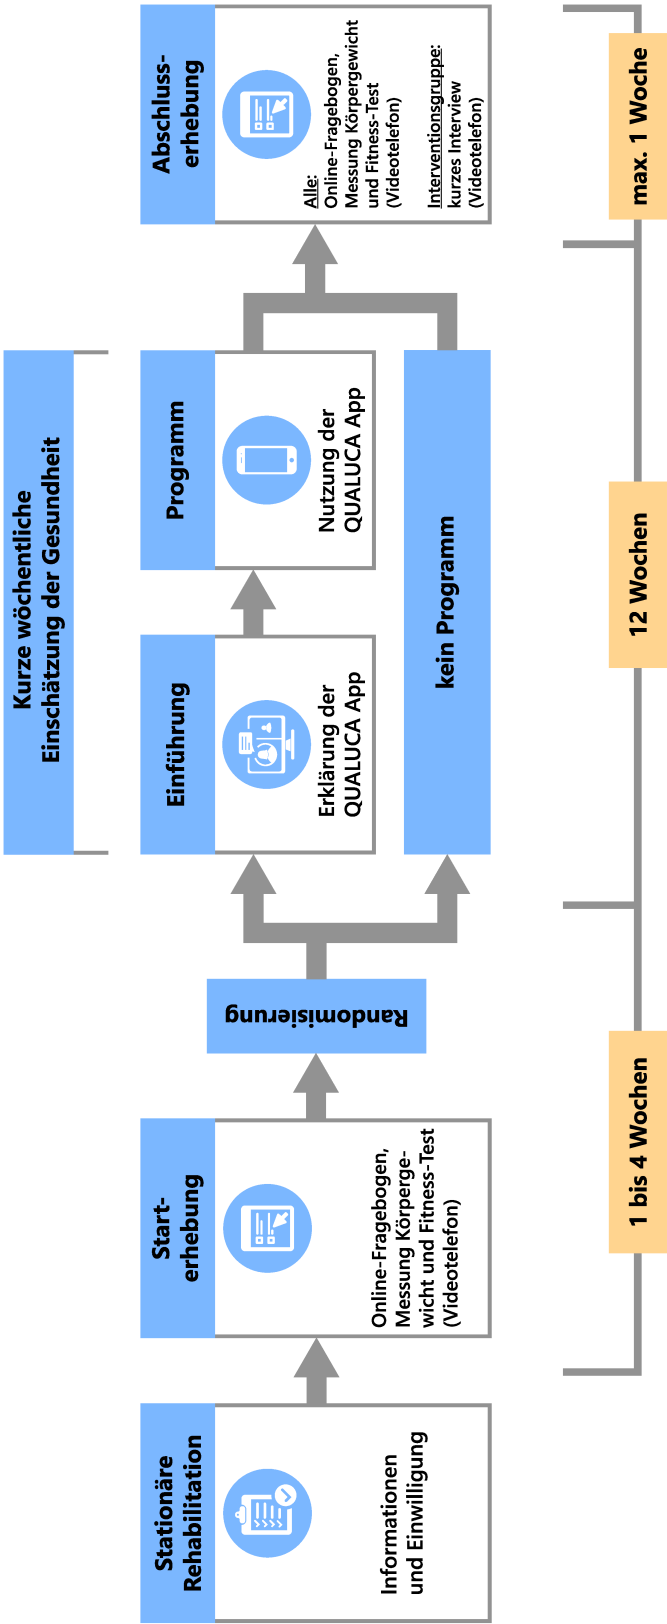 Kurze wöchentliche
Einschätzung der Gesundheit
Stationäre
Rehabilitation
Informationen
und Einwilligung
Start-
erhebung
Online-Fragebogen,
Messung Körperge-
wicht und Fitness-Test
(Videotelefon)
Randomisierung
Einführung
Erklärung der
QUALUCA App
Programm
Nutzung der
QUALUCA App
kein Programm
Abschluss-
erhebung
Alle:
Online-Fragebogen,
Messung Körpergewicht
und Fitness-Test
(Videotelefon)
Interventionsgruppe:
kurzes Interview
(Videotelefon)
1 bis 4 Wochen
12 Wochen
max. 1 Woche